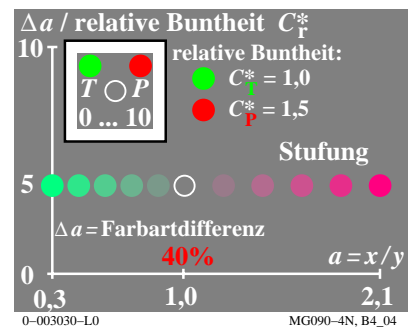 Δa / relative Buntheit C*r
10
relative Buntheit:
T P
0 ... 10
C*T = 1,0
C*P = 1,5
Stufung
5
Δa = Farbartdifferenz
40%
a = x/y
0
0,3 1,0 2,1
0-003030-L0 MG090-4N, B4_04